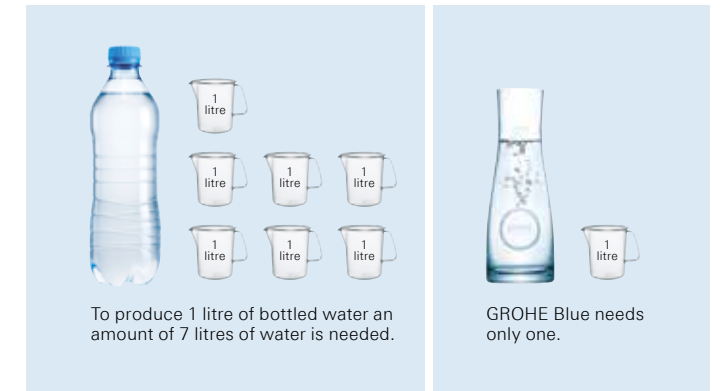 1
litre
1
litre
1
litre
1
litre
1
litre
1
litre
1
litre
To produce 1 litre of bottled water an
amount of 7 litres of water is needed.
1
litre
GROHE Blue needs
only one.